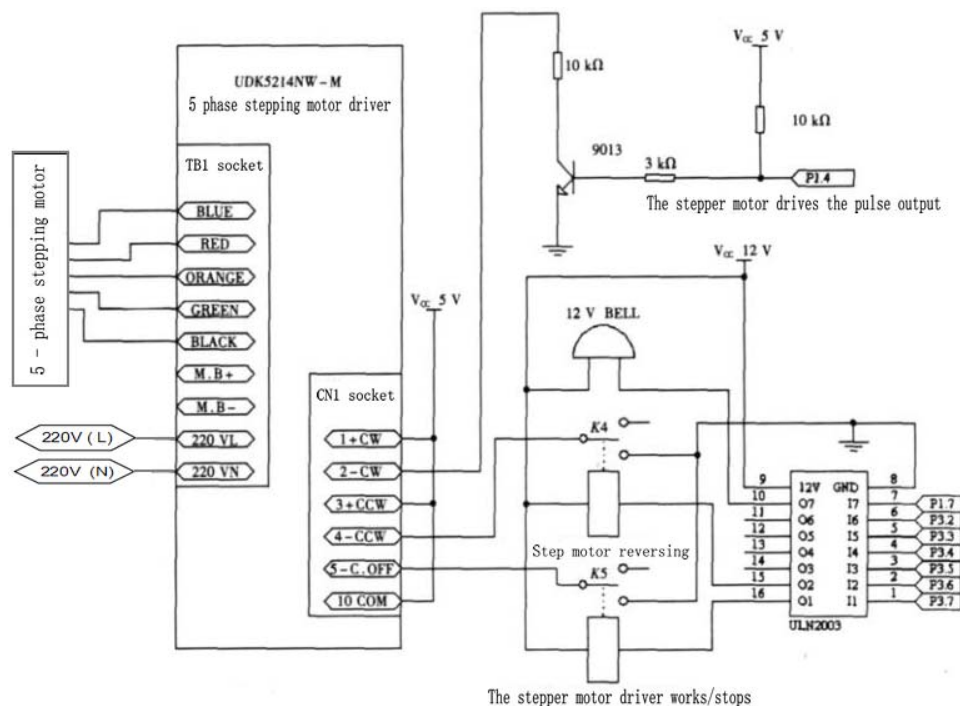 UDK5214NW-M
5 phase stepping motor driver
TB1 socket
5 - phase stepping motor
BLUE
RED
ORANGE
GREEN
BLACK
M.B+
M.B-
220 VL
220 VN
220V (L)
220V (N)
CN1 socket
1+CW
2-CW
3+CCW
4-CCW
5-C.OFF
10 COM
VCC 5 V
10 kΩ
9013
3 kΩ
VCC 5 V
10 kΩ
P1.4
The stepper motor drives the pulse output
VCC 12 V
12 V BELL
K4
Step motor reversing
K5
The stepper motor driver works/stops
9 12V GND 8
10 O7 I7 7 P1.7
11 O6 I6 6 P3.2
12 O5 I5 5 P3.3
13 O4 I4 4 P3.4
14 O3 I3 3 P3.5
15 O2 I2 2 P3.6
16 O1 I1 1 P3.7
ULN2003